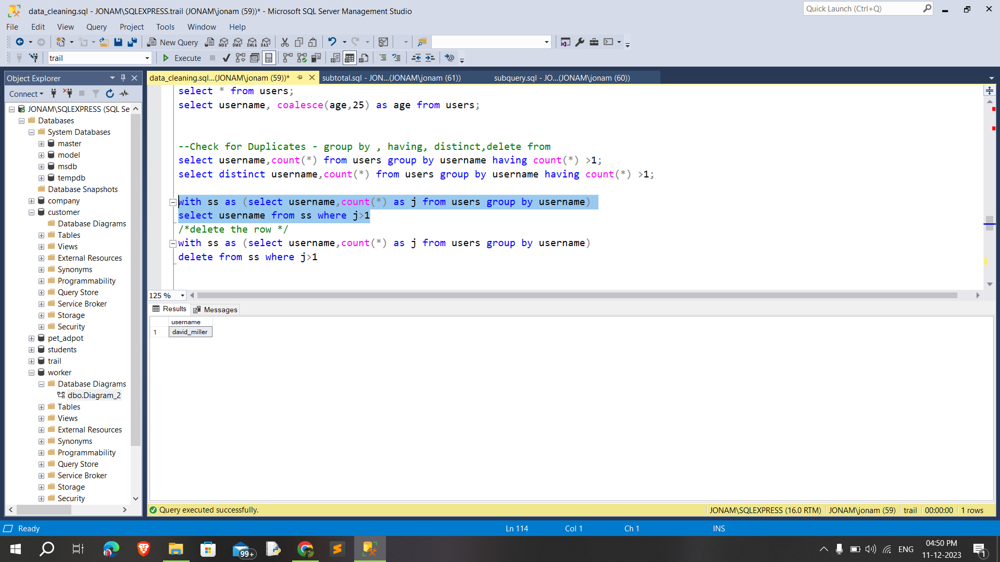 data_cleaning.sql - JONAM\SQLEXPRESS.trail (JONAM\jonam (59))* - Microsoft SQL Server Management Studio
Quick Launch (Ctrl+Q)
File Edit View Query Project Tools Window Help
New Query
MDX DMX XMLA DAX
trail
Execute
Object Explorer
data_cleaning.sql...(JONAM\jonam (59))*
subtotal.sql - JON...(JONAM\jonam (61))
subquery.sql - JO...(JONAM\jonam (60))
Connect
JONAM\SQLEXPRESS (SQL Se
Databases
System Databases
master
model
msdb
tempdb
Database Snapshots
company
customer
Database Diagrams
Tables
Views
External Resources
Synonyms
Programmability
Query Store
Service Broker
Storage
Security
pet_adpot
students
trail
worker
Database Diagrams
dbo.Diagram_2
Tables
Views
External Resources
Synonyms
Programmability
Query Store
Service Broker
Storage
Security
select * from users;
select username, coalesce(age,25) as age from users;
--Check for Duplicates - group by , having, distinct,delete from
select username,count(*) from users group by username having count(*) >1;
select distinct username,count(*) from users group by username having count(*) >1;
with ss as (select username,count(*) as j from users group by username)
select username from ss where j>1
/*delete the row */
with ss as (select username,count(*) as j from users group by username)
delete from ss where j>1
125 %
Results Messages
username
1 david_miller
Query executed successfully.
JONAM\SQLEXPRESS (16.0 RTM) JONAM\jonam (59) trail 00:00:00 1 rows
Ready
Ln 114 Col 1 Ch 1 INS
99+
ENG
04:50 PM
11-12-2023
1